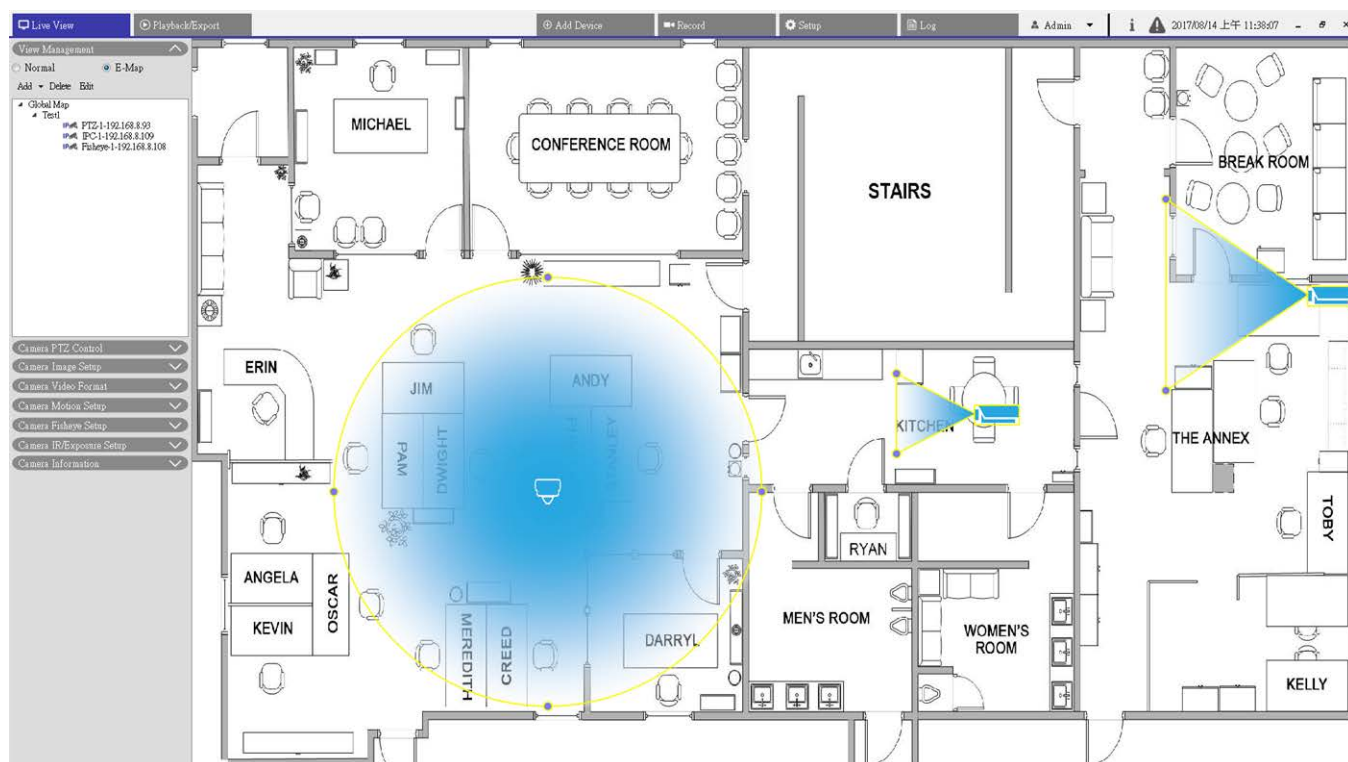 Live View
Playback/Export
Add Device
Record
Setup
Log
Admin
2017/08/14 上午 11:38:07
View Management
Normal
E-Map
Add
Delete
Edit
Global Map
Test1
PTZ-1-192.168.8.93
IPC-1-192.168.8.109
Fisheye-1-192.168.8.108
Camera PTZ Control
Camera Image Setup
Camera Video Format
Camera Motion Setup
Camera Fisheye Setup
Camera IR/Exposure Setup
Camera Information
MICHAEL
CONFERENCE ROOM
STAIRS
BREAK ROOM
ERIN
JIM
ANDY
PAM
DWIGHT
KITCHEN
THE ANNEX
TOBY
RYAN
ANGELA
OSCAR
KEVIN
MEREDITH
CREED
DARRYL
MEN'S ROOM
WOMEN'S
ROOM
KELLY